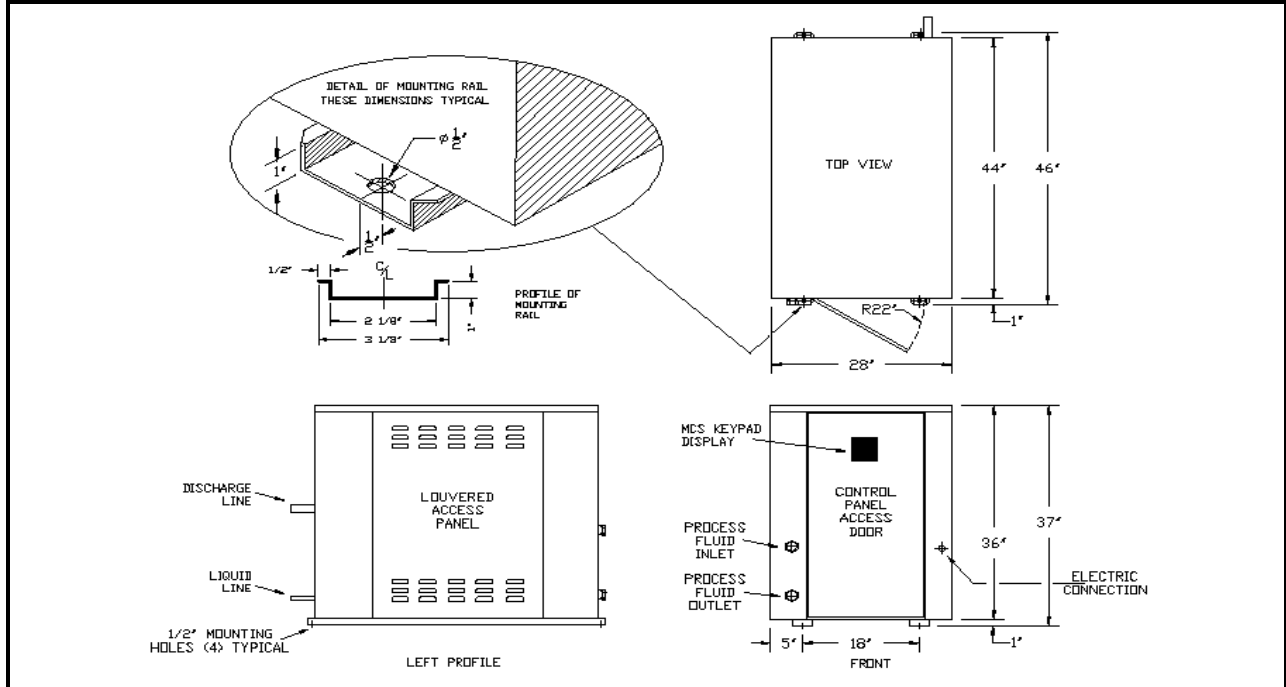 DETAIL OF MOUNTING RAIL
THESE DIMENSIONS TYPICAL
ø 1/2"
1"
1/2"
1/2"
C/L
2 1/8"
3 1/8"
1"
PROFILE OF
MOUNTING
RAIL
TOP VIEW
44"
46"
R22"
1"
28"
DISCHARGE
LINE
LIQUID
LINE
1/2" MOUNTING
HOLES (4) TYPICAL
LOUVERED
ACCESS
PANEL
LEFT PROFILE
MCS KEYPAD
DISPLAY
CONTROL
PANEL
ACCESS
DOOR
PROCESS
FLUID
INLET
PROCESS
FLUID
OUTLET
36"
37"
ELECTRIC
CONNECTION
5"
18"
1"
FRONT